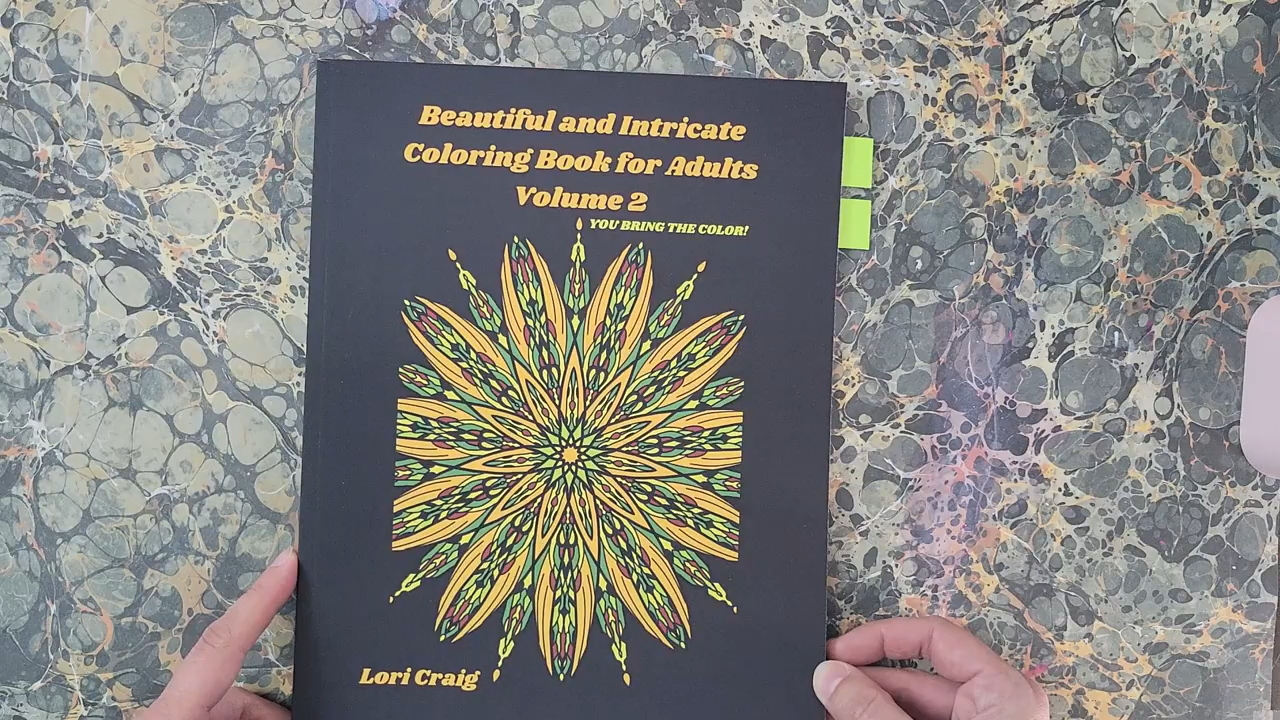 Beautiful and Intricate
Coloring Book for Adults
Volume 2
YOU BRING THE COLOR!
Lori Craig